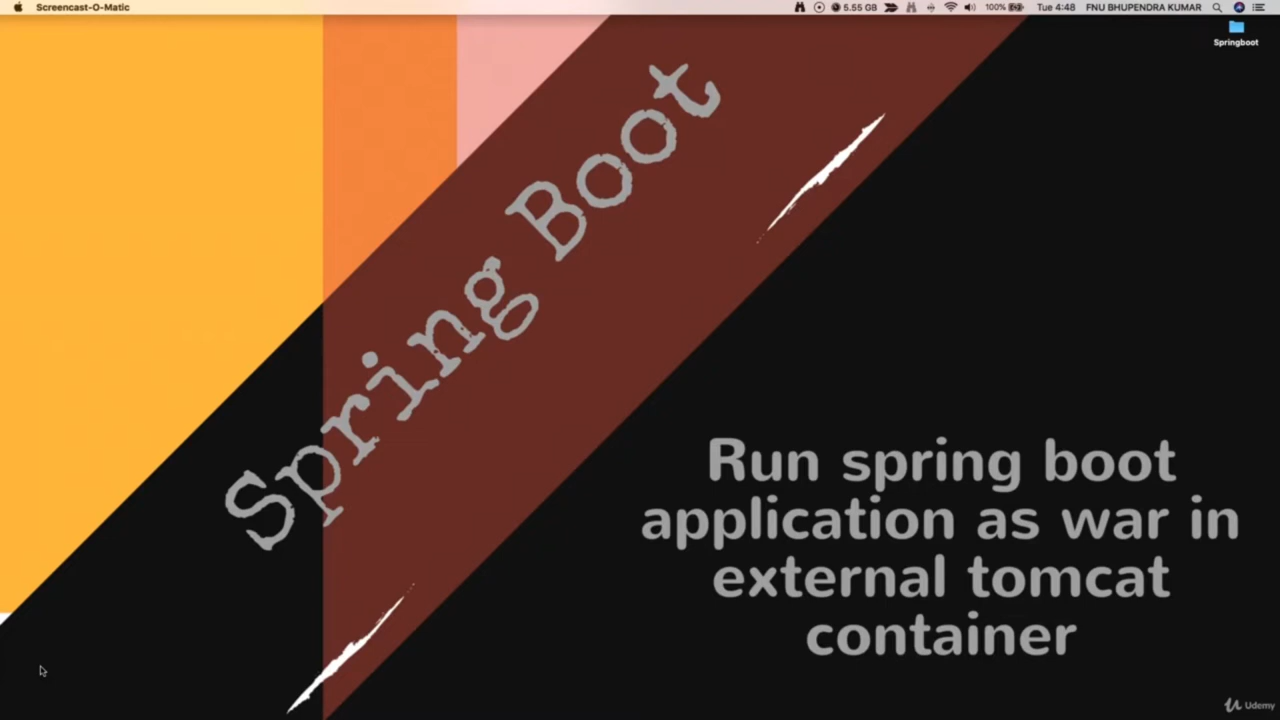 Screencast-O-Matic
5.55 GB
100%
Tue 4:48
FNU BHUPENDRA KUMAR
Springboot
Spring Boot
Run spring boot
application as war in
external tomcat
container
Udemy